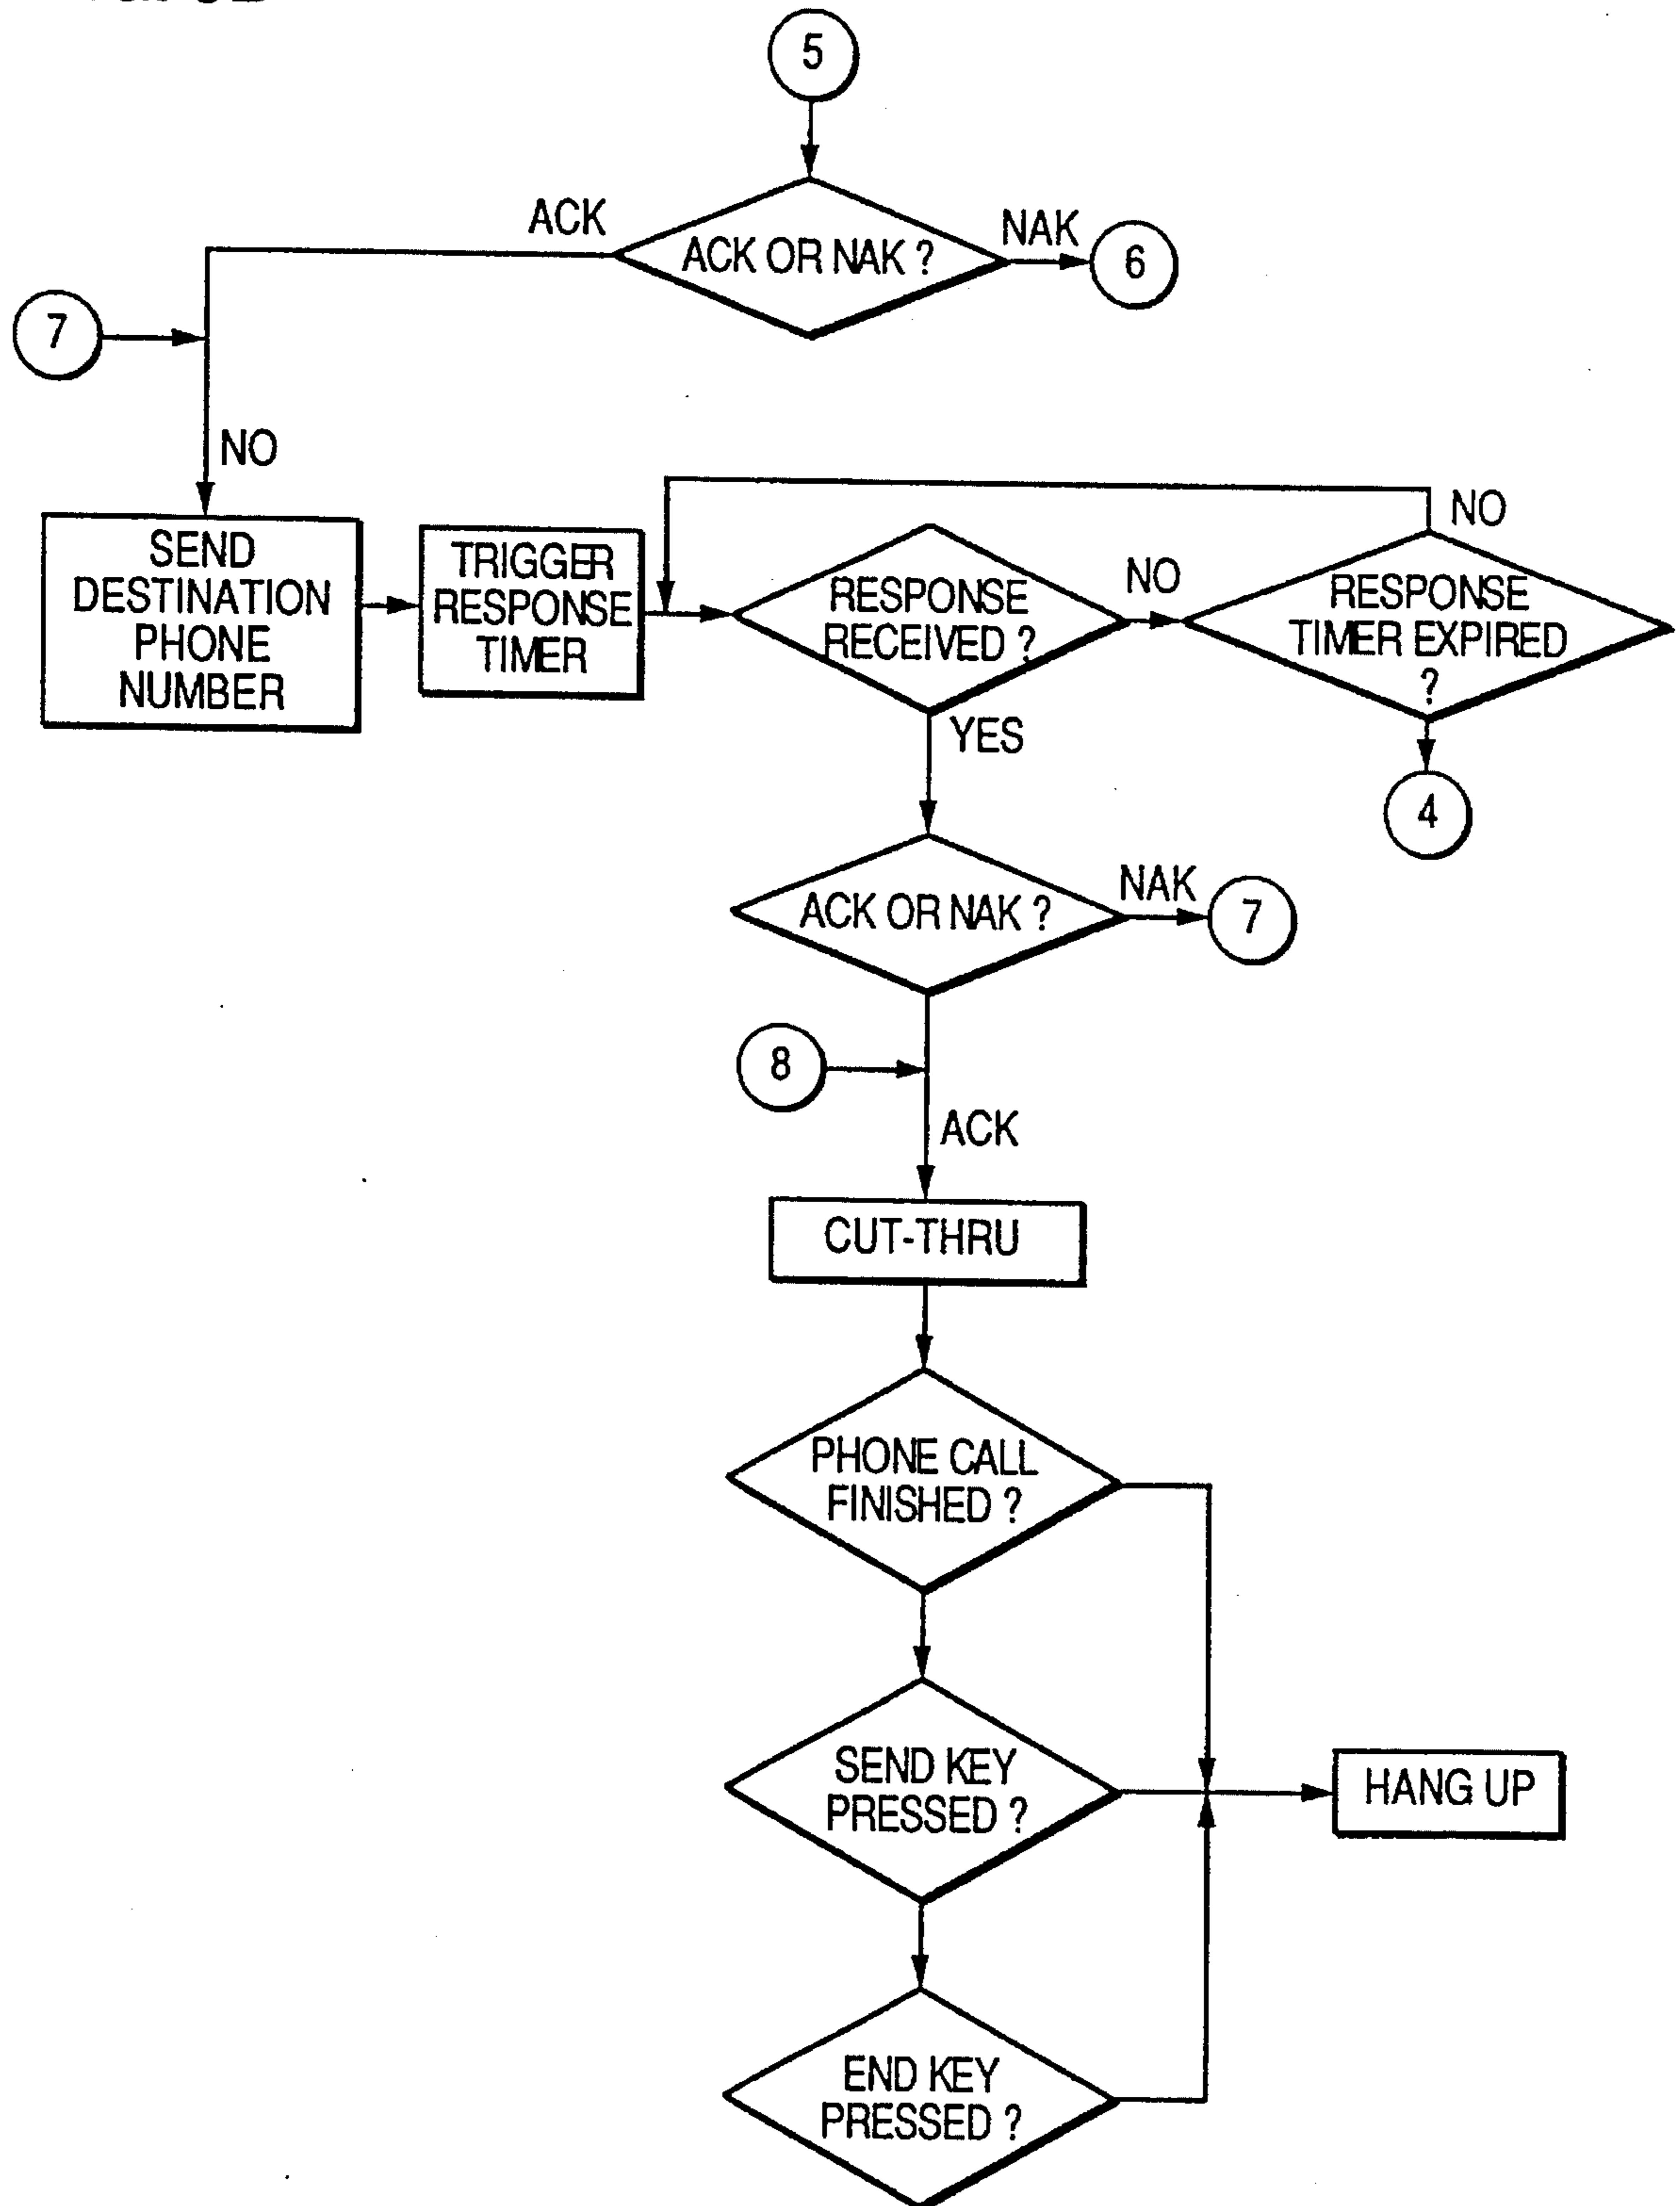 5
ACK
ACK OR NAK ?
NAK
6
7
NO
SEND
DESTINATION
PHONE
NUMBER
TRIGGER
RESPONSE
TIMER
RESPONSE
RECEIVED ?
NO
NO
RESPONSE
TIMER EXPIRED
?
4
YES
ACK OR NAK ?
NAK
7
8
ACK
CUT-THRU
PHONE CALL
FINISHED ?
SEND KEY
PRESSED ?
HANG UP
END KEY
PRESSED ?